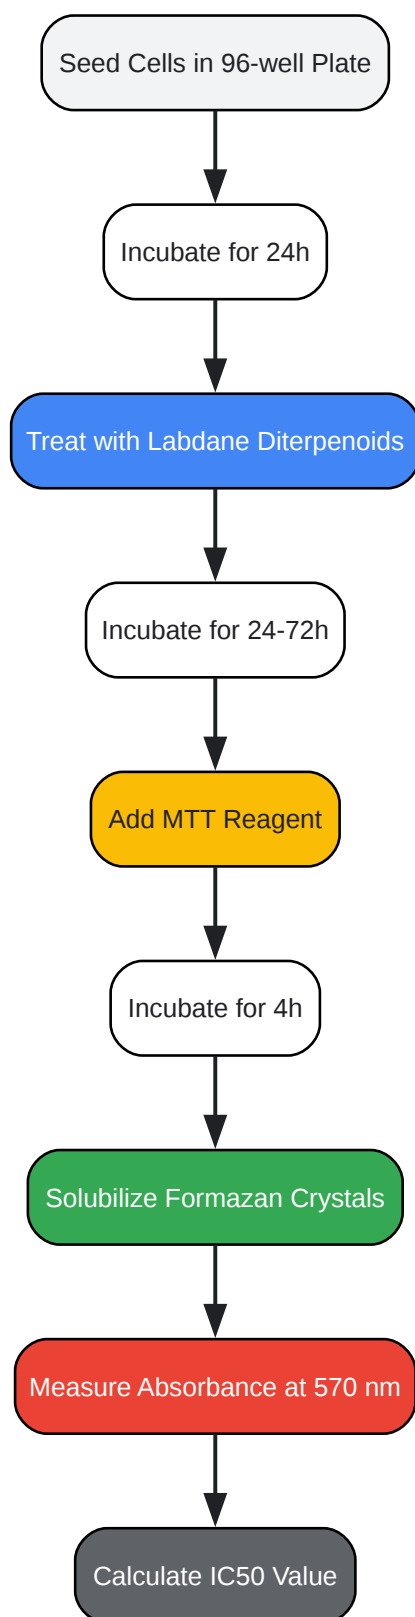 Seed Cells in 96-well Plate
Incubate for 24h
Treat with Labdane Diterpenoids
Incubate for 24-72h
Add MTT Reagent
Incubate for 4h
Solubilize Formazan Crystals
Measure Absorbance at 570 nm
Calculate IC50 Value